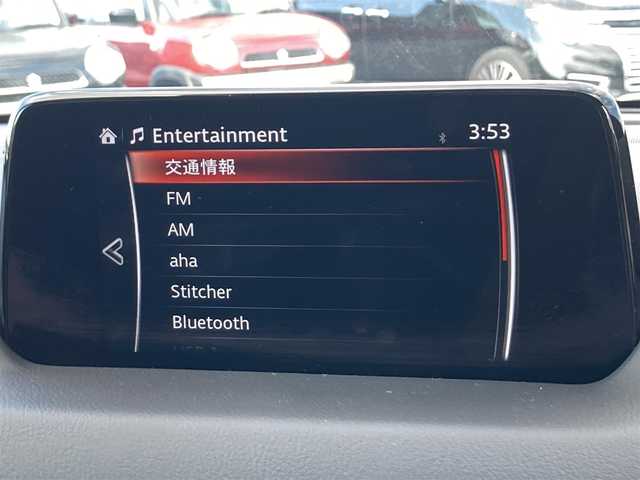 Entertainment 3:53
交通情報
FM
AM
aha
Stitcher
Bluetooth